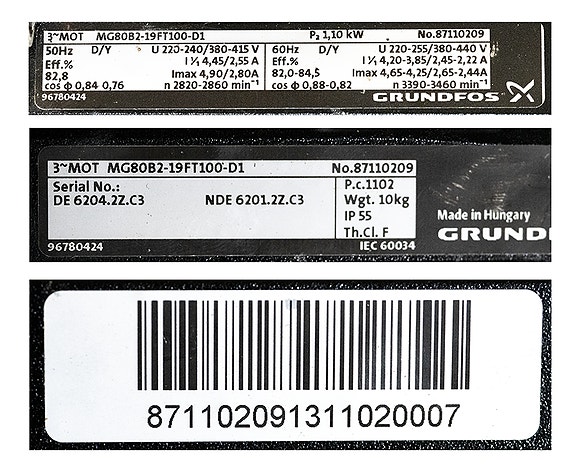 3~MOT MG80B2-19FT100-D1 P₂ 1,10 kW No.87110209
50Hz D/Y U 220-240/380-415 V 60Hz D/Y U 220-255/380-440 V
Eff.% I 1/1 4,45/2,55 A Eff.% I 1/1 4,20-3,85/2,45-2,22 A
82,8 Imax 4,90/2,80A 82,0-84,5 Imax 4,65-4,25/2,65-2,44A
cos φ 0,84-0,76 n 2820-2860 min⁻¹ cos φ 0,88-0,82 n 3390-3460 min⁻¹
96780424 GRUNDFOS
3~MOT MG80B2-19FT100-D1 No.87110209
Serial No.: P.c.1102
DE 6204.2Z.C3 NDE 6201.2Z.C3 Wgt. 10kg
IP 55 Made in Hungary
Th.Cl. F GRUND
96780424 IEC 60034
871102091311020007